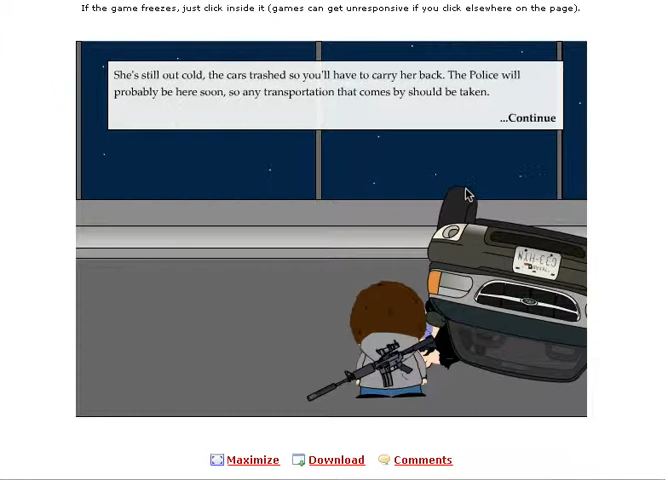 If the game freezes, just click inside it (games can get unresponsive if you click elsewhere on the page).
She's still out cold, the cars trashed so you'll have to carry her back. The Police will
probably be here soon, so any transportation that comes by should be taken.
...Continue
Maximize Download Comments